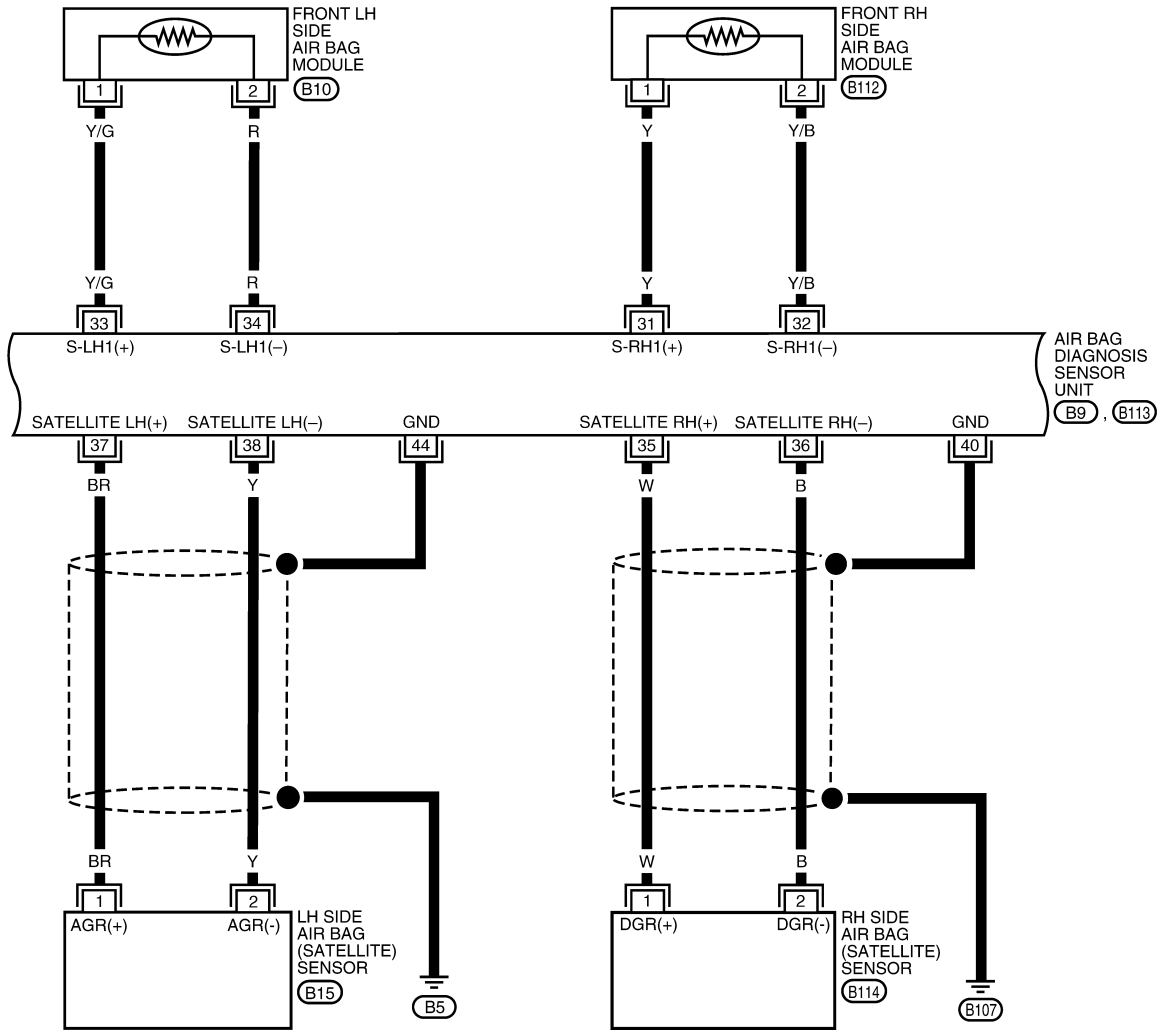 FRONT LH
SIDE
AIR BAG
MODULE
B10
FRONT RH
SIDE
AIR BAG
MODULE
B112
1
2
1
2
Y/G
R
Y
Y/B
Y/G
R
Y
Y/B
33
34
31
32
S-LH1(+)
S-LH1(–)
S-RH1(+)
S-RH1(–)
AIR BAG
DIAGNOSIS
SENSOR
UNIT
B9 , B113
SATELLITE LH(+)
SATELLITE LH(–)
GND
SATELLITE RH(+)
SATELLITE RH(–)
GND
37
38
44
35
36
40
BR
Y
W
B
BR
Y
W
B
1
2
1
2
AGR(+)
AGR(-)
LH SIDE
AIR BAG
(SATELLITE)
SENSOR
B15
B5
DGR(+)
DGR(-)
RH SIDE
AIR BAG
(SATELLITE)
SENSOR
B114
B107